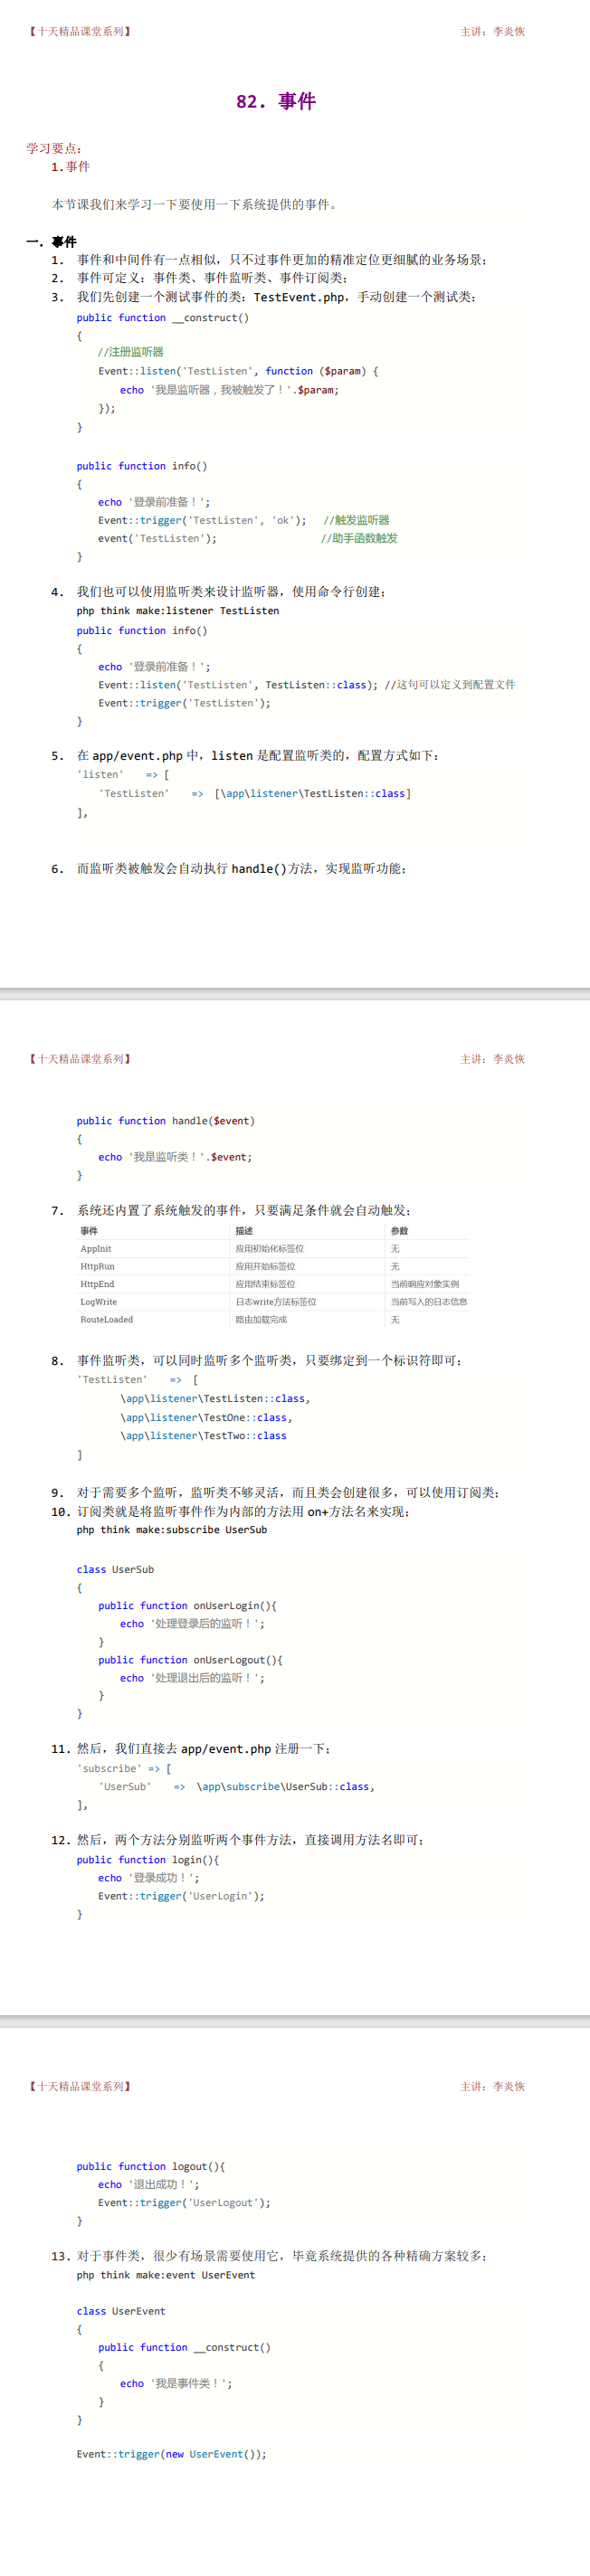 【十天精品课堂系列】 主讲：李炎恢
82. 事件
学习要点：
1.事件
本节课我们来学习一下要使用一下系统提供的事件。
一. 事件
1. 事件和中间件有一点相似，只不过事件更加的精准定位更细腻的业务场景；
2. 事件可定义：事件类、事件监听类、事件订阅类；
3. 我们先创建一个测试事件的类：TestEvent.php，手动创建一个测试类；
public function __construct()
{
//注册监听器
Event::listen('TestListen', function ($param) {
echo '我是监听器，我被触发了！'.$param;
});
}
public function info()
{
echo '登录前准备！';
Event::trigger('TestListen', 'ok'); //触发监听器
event('TestListen'); //助手函数触发
}
4. 我们也可以使用监听类来设计监听器，使用命令行创建；
php think make:listener TestListen
public function info()
{
echo '登录前准备！';
Event::listen('TestListen', TestListen::class); //这句可以定义到配置文件
Event::trigger('TestListen');
}
5. 在 app/event.php 中，listen 是配置监听类的，配置方式如下：
'listen' => [
'TestListen' => [\app\listener\TestListen::class]
],
6. 而监听类被触发会自动执行 handle()方法，实现监听功能；
【十天精品课堂系列】 主讲：李炎恢
public function handle($event)
{
echo '我是监听类！'.$event;
}
7. 系统还内置了系统触发的事件，只要满足条件就会自动触发；
事件 描述 参数
AppInit 应用初始化标签位 无
HttpRun 应用开始标签位 无
HttpEnd 应用结束标签位 当前响应对象实例
LogWrite 日志write方法标签位 当前写入的日志信息
RouteLoaded 路由加载完成 无
8. 事件监听类，可以同时监听多个监听类，只要绑定到一个标识符即可；
'TestListen' => [
\app\listener\TestListen::class,
\app\listener\TestOne::class,
\app\listener\TestTwo::class
]
9. 对于需要多个监听，监听类不够灵活，而且类会创建很多，可以使用订阅类；
10. 订阅类就是将监听事件作为内部的方法用 on+方法名来实现；
php think make:subscribe UserSub
class UserSub
{
public function onUserLogin(){
echo '处理登录后的监听！';
}
public function onUserLogout(){
echo '处理退出后的监听！';
}
}
11. 然后，我们直接去 app/event.php 注册一下；
'subscribe' => [
'UserSub' => \app\subscribe\UserSub::class,
],
12. 然后，两个方法分别监听两个事件方法，直接调用方法名即可；
public function login(){
echo '登录成功！';
Event::trigger('UserLogin');
}
【十天精品课堂系列】 主讲：李炎恢
public function logout(){
echo '退出成功！';
Event::trigger('UserLogout');
}
13. 对于事件类，很少有场景需要使用它，毕竟系统提供的各种精确方案较多；
php think make:event UserEvent
class UserEvent
{
public function __construct()
{
echo '我是事件类！';
}
}
Event::trigger(new UserEvent());